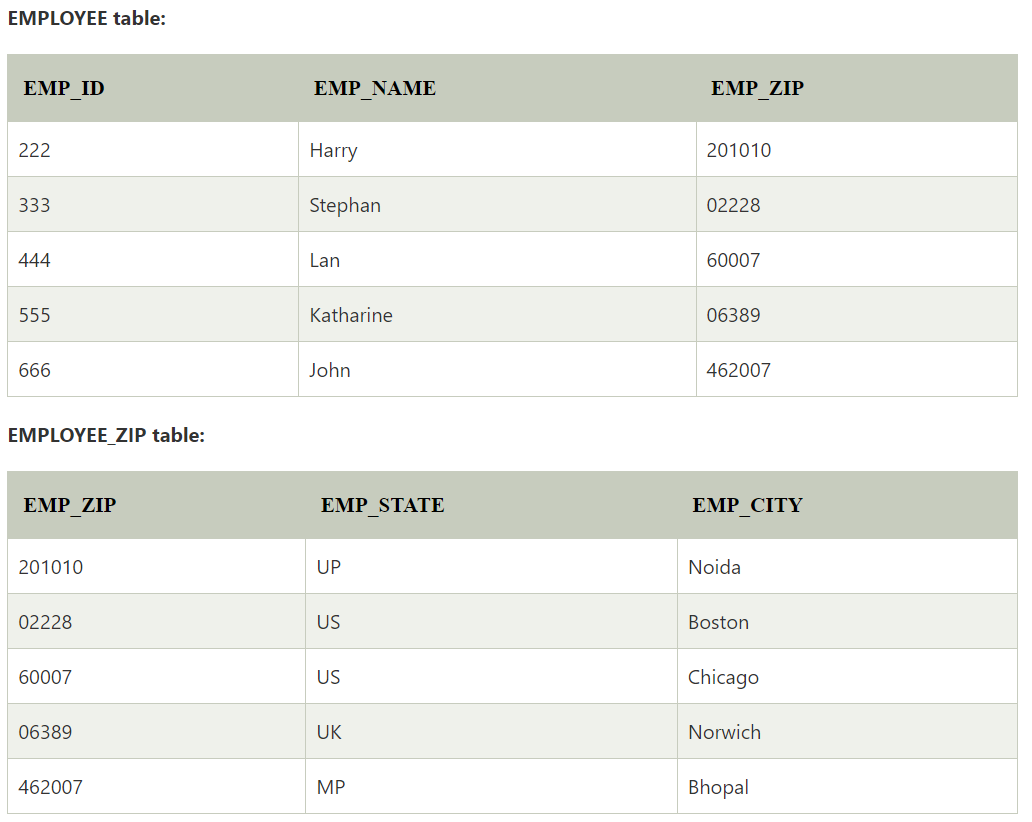 EMPLOYEE table:
EMP_ID EMP_NAME EMP_ZIP
222 Harry 201010
333 Stephan 02228
444 Lan 60007
555 Katharine 06389
666 John 462007
EMPLOYEE_ZIP table:
EMP_ZIP EMP_STATE EMP_CITY
201010 UP Noida
02228 US Boston
60007 US Chicago
06389 UK Norwich
462007 MP Bhopal